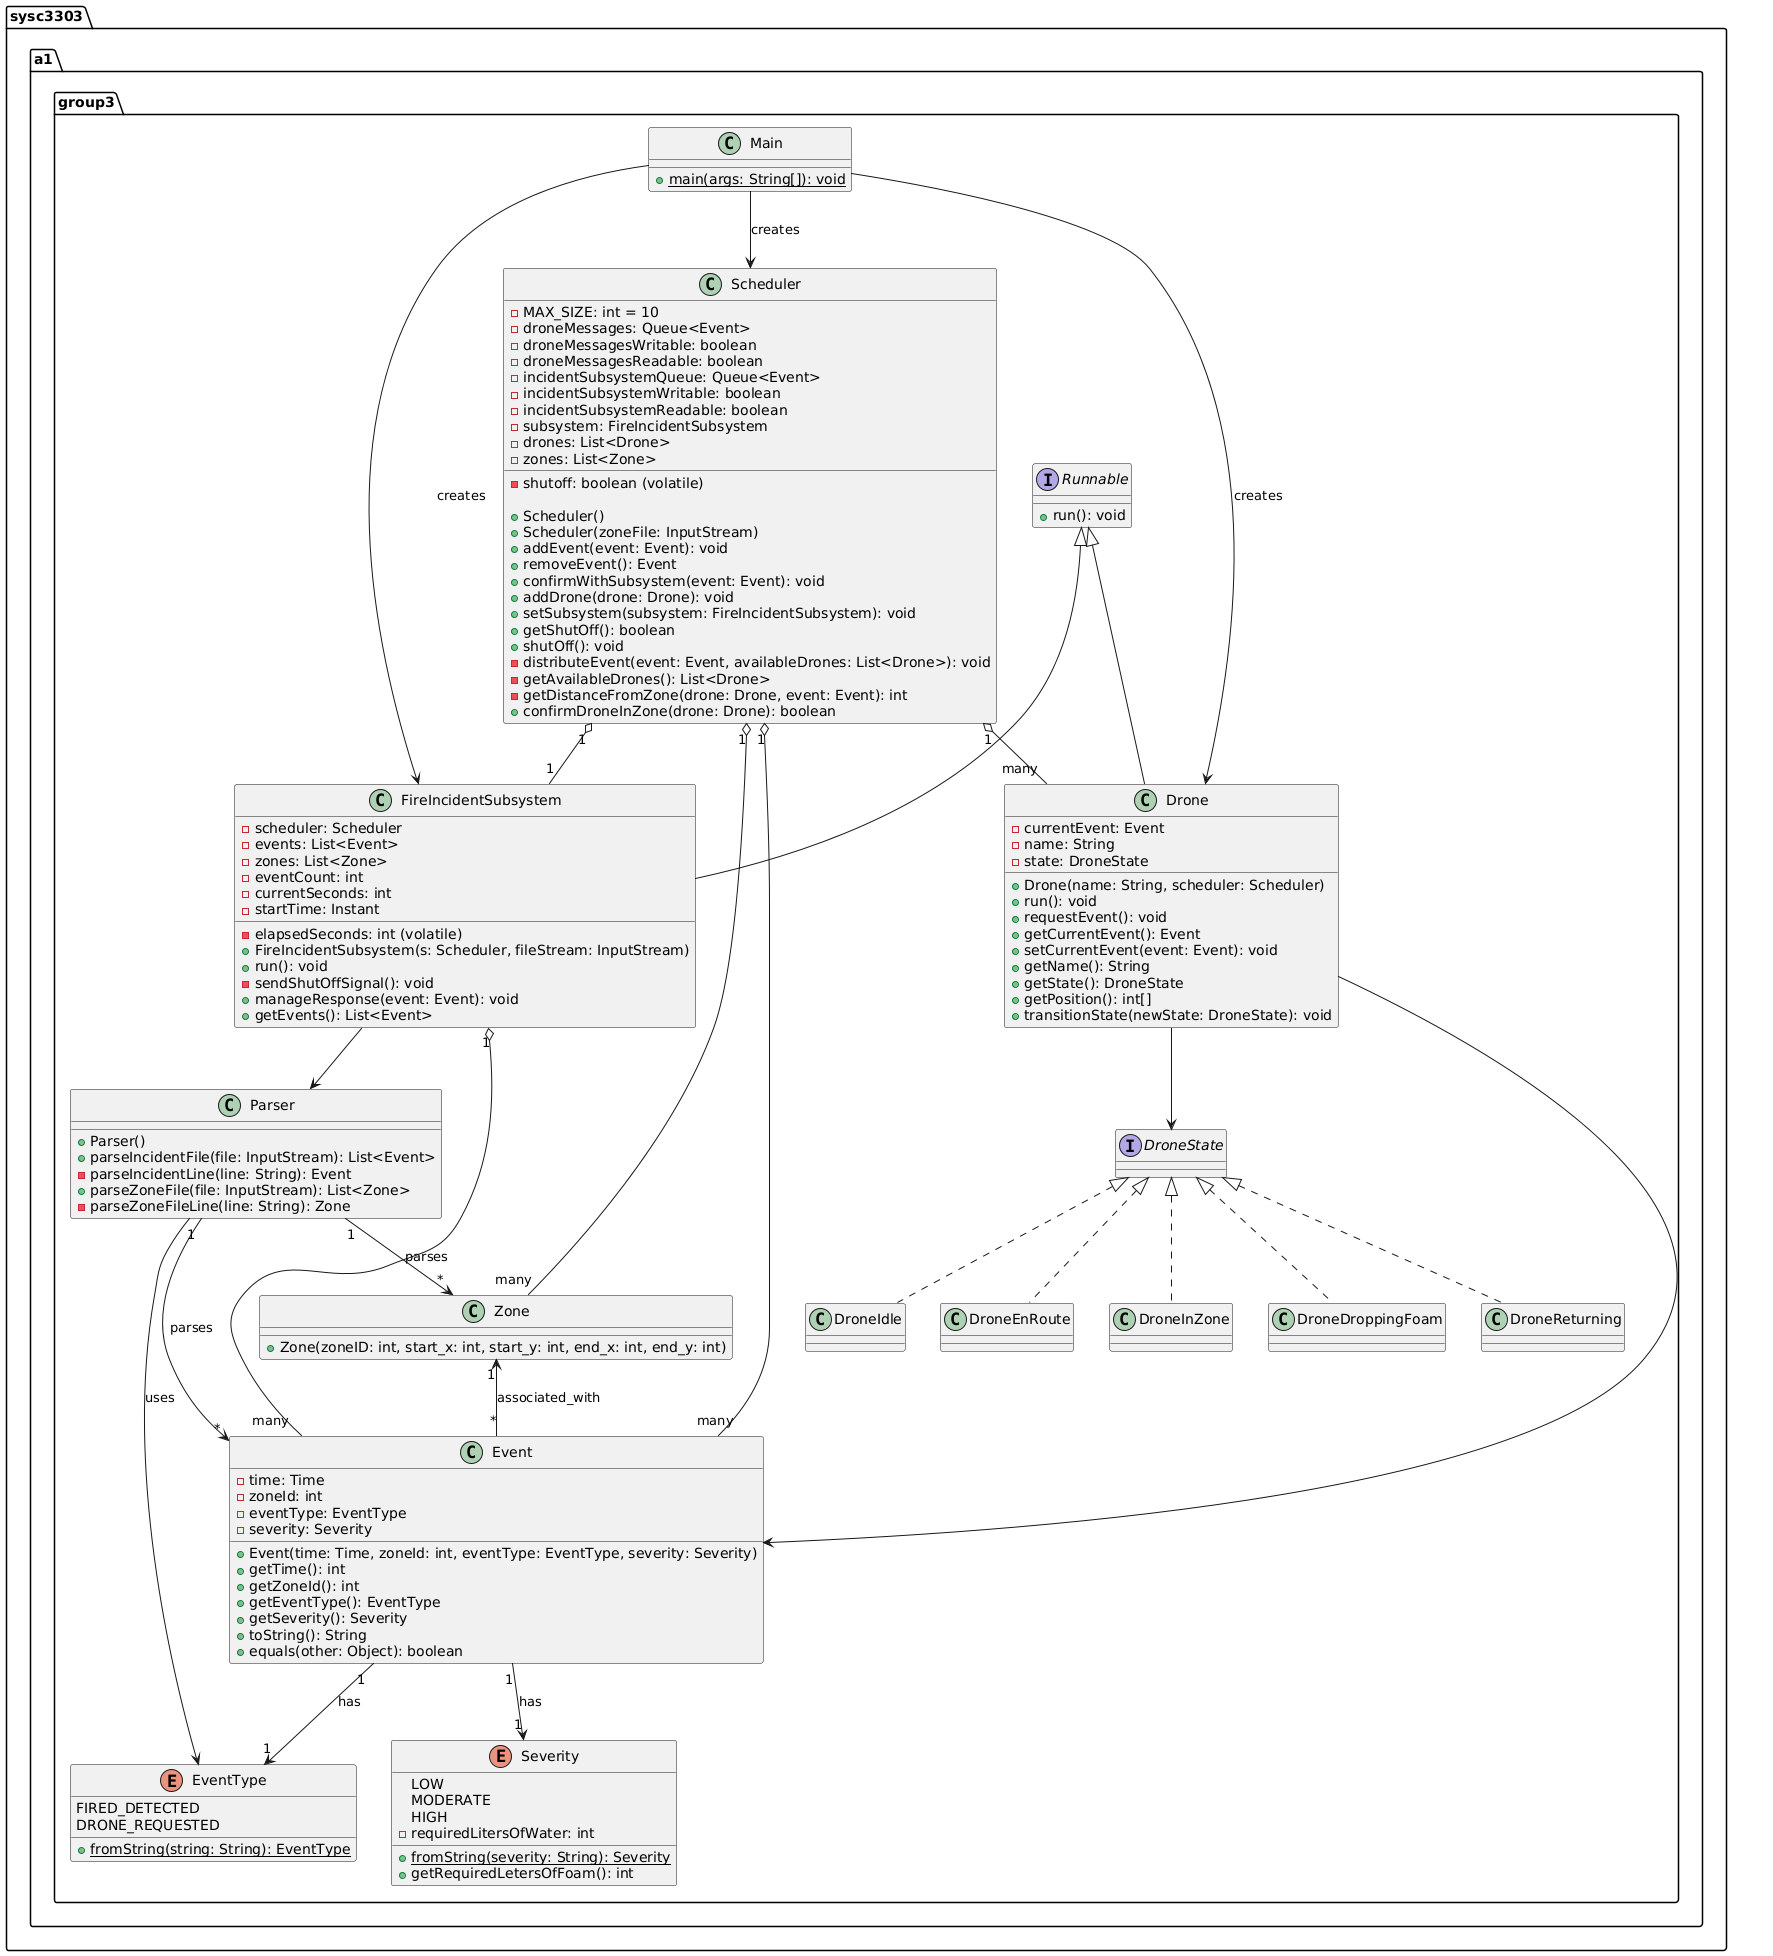 sysc3303
a1
group3
C Main
main(args: String[]): void
creates
C Scheduler
MAX_SIZE: int = 10
droneMessages: Queue<Event>
droneMessagesWritable: boolean
droneMessagesReadable: boolean
incidentSubsystemQueue: Queue<Event>
incidentSubsystemWritable: boolean
incidentSubsystemReadable: boolean
subsystem: FireIncidentSubsystem
drones: List<Drone>
zones: List<Zone>
shutoff: boolean (volatile)
Scheduler()
Scheduler(zoneFile: InputStream)
addEvent(event: Event): void
removeEvent(): Event
confirmWithSubsystem(event: Event): void
addDrone(drone: Drone): void
setSubsystem(subsystem: FireIncidentSubsystem): void
getShutOff(): boolean
shutOff(): void
distributeEvent(event: Event, availableDrones: List<Drone>): void
getAvailableDrones(): List<Drone>
getDistanceFromZone(drone: Drone, event: Event): int
confirmDroneInZone(drone: Drone): boolean
I Runnable
run(): void
creates
creates
1
1
1
1
1
many
C FireIncidentSubsystem
scheduler: Scheduler
events: List<Event>
zones: List<Zone>
eventCount: int
currentSeconds: int
startTime: Instant
elapsedSeconds: int (volatile)
FireIncidentSubsystem(s: Scheduler, fileStream: InputStream)
run(): void
sendShutOffSignal(): void
manageResponse(event: Event): void
getEvents(): List<Event>
C Drone
currentEvent: Event
name: String
state: DroneState
Drone(name: String, scheduler: Scheduler)
run(): void
requestEvent(): void
getCurrentEvent(): Event
setCurrentEvent(event: Event): void
getName(): String
getState(): DroneState
getPosition(): int[]
transitionState(newState: DroneState): void
1
C Parser
Parser()
parseIncidentFile(file: InputStream): List<Event>
parseIncidentLine(line: String): Event
parseZoneFile(file: InputStream): List<Zone>
parseZoneFileLine(line: String): Zone
I DroneState
1
1
parses
*
many
C Zone
Zone(zoneID: int, start_x: int, start_y: int, end_x: int, end_y: int)
C DroneIdle
C DroneEnRoute
C DroneInZone
C DroneDroppingFoam
C DroneReturning
parses
uses
1
associated_with
*
*
many
many
C Event
time: Time
zoneId: int
eventType: EventType
severity: Severity
Event(time: Time, zoneId: int, eventType: EventType, severity: Severity)
getTime(): int
getZoneId(): int
getEventType(): EventType
getSeverity(): Severity
toString(): String
equals(other: Object): boolean
1
has
1
1
has
1
E EventType
FIRED_DETECTED
DRONE_REQUESTED
fromString(string: String): EventType
E Severity
LOW
MODERATE
HIGH
requiredLitersOfWater: int
fromString(severity: String): Severity
getRequiredLetersOfFoam(): int